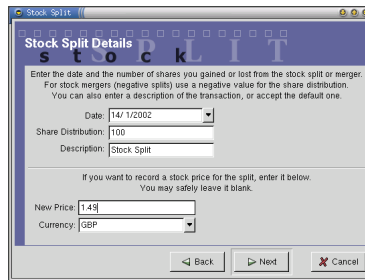 Stock Split
Stock Split Details
stock
SPLIT
Enter the date and the number of shares you gained or lost from the stock split or merger.
For stock mergers (negative splits) use a negative value for the share distribution.
You can also enter a description of the transaction, or accept the default one.
Date: 14/ 1/2002
Share Distribution: 100
Description: Stock Split
If you want to record a stock price for the split, enter it below.
You may safely leave it blank.
New Price: 1.49
Currency: GBP
Back Next Cancel